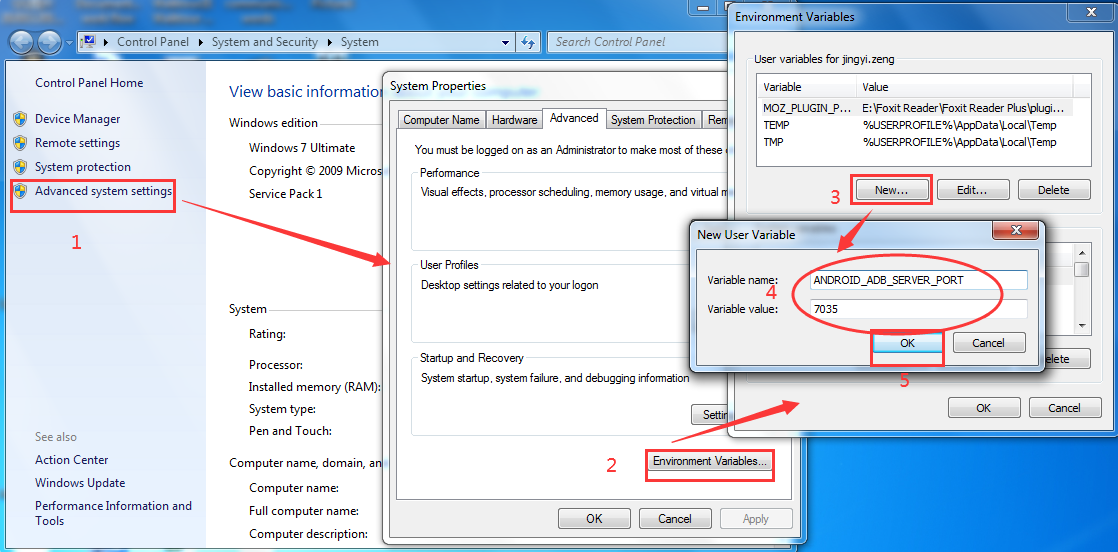 Control Panel
System and Security
System
Search Control Panel
Control Panel Home
Device Manager
Remote settings
System protection
Advanced system settings
1
See also
Action Center
Windows Update
Performance Information and
Tools
View basic information
Windows edition
Windows 7 Ultimate
Copyright © 2009
Service Pack 1
System
Rating:
Processor:
Installed memory (RAM):
System type:
Pen and Touch:
Computer name, domain,
Computer name:
Full computer name:
Computer description:
System Properties
Computer Name
Hardware
Advanced
System Protection
You must be logged on as an Administrator to make most of these
Performance
Visual effects, processor scheduling, memory usage, and virtual
User Profiles
Desktop settings related to your logon
Startup and Recovery
System startup, system failure, and debugging information
2
Environment Variables...
OK
Cancel
Apply
Environment Variables
User variables for jingyi.zeng
Variable
Value
MOZ_PLUGIN_P...
E:\Foxit Reader\Foxit Reader Plus\plugi...
TEMP
%USERPROFILE%\AppData\Local\Temp
TMP
%USERPROFILE%\AppData\Local\Temp
3
New...
Edit...
Delete
New User Variable
Variable name:
ANDROID_ADB_SERVER_PORT
4
Variable value:
7035
OK
Cancel
5
OK
Cancel